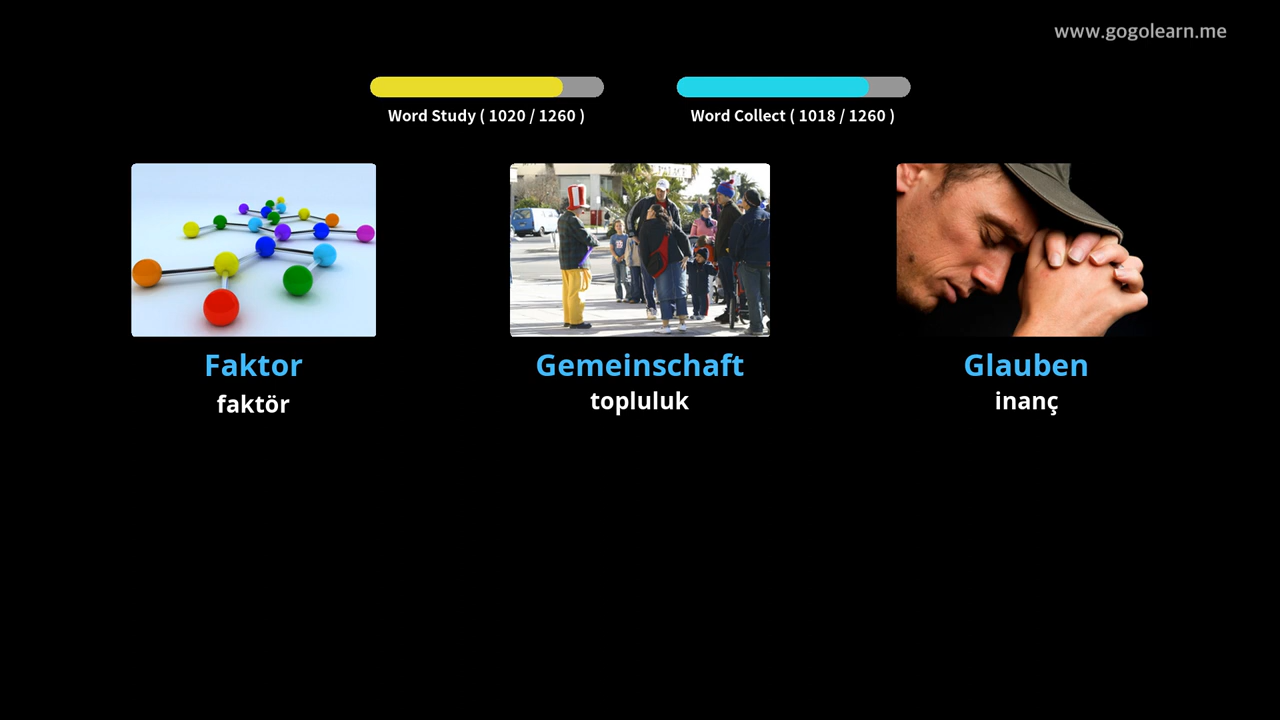 www.gogolearn.me
Word Study ( 1020 / 1260 )
Word Collect ( 1018 / 1260 )
Faktor
faktör
Gemeinschaft
topluluk
Glauben
inanç